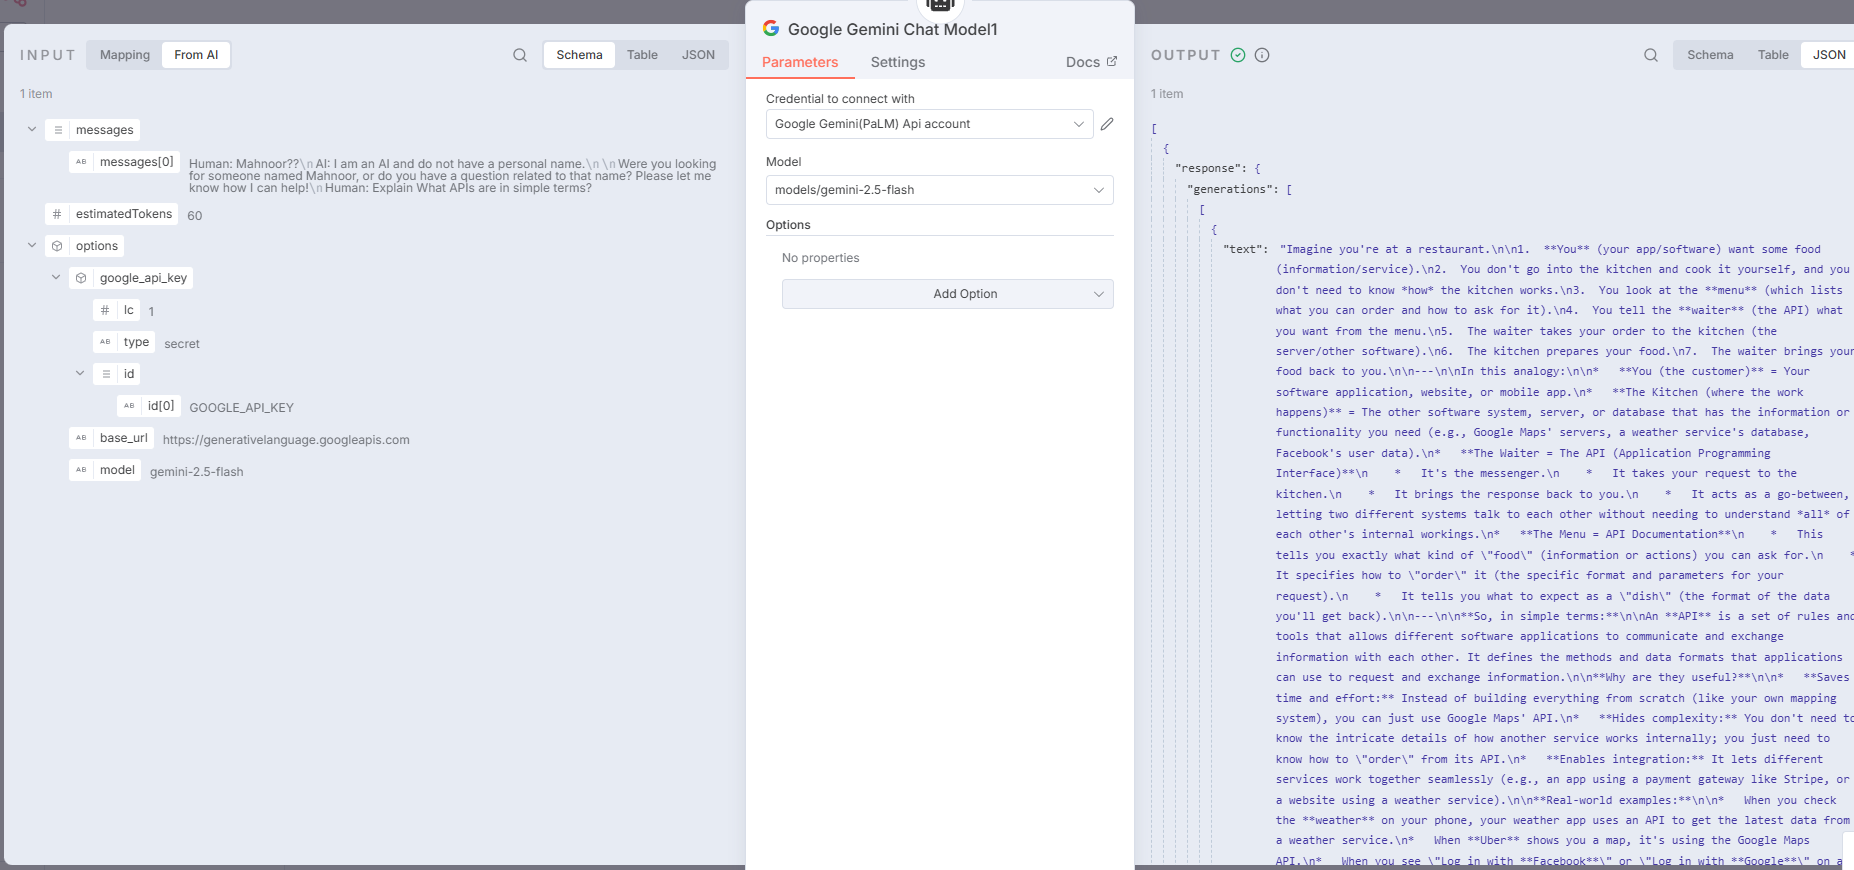 INPUT
Mapping
From AI
Schema
Table
JSON
1 item
messages
messages[0]
Human: Mahnoor??\n AI: I am an AI and do not have a personal name.\n \n Were you looking
for someone named Mahnoor, or do you have a question related to that name? Please let me
know how I can help!\n Human: Explain What APIs are in simple terms?
estimatedTokens
60
options
google_api_key
lc
1
type
secret
id
id[0]
GOOGLE_API_KEY
base_url
https://generativelanguage.googleapis.com
model
gemini-2.5-flash
Google Gemini Chat Model1
Parameters
Settings
Docs
Credential to connect with
Google Gemini(PaLM) Api account
Model
models/gemini-2.5-flash
Options
No properties
Add Option
OUTPUT
Schema
Table
JSON
1 item
[
{
"response": {
"generations": [
[
{
"text": "Imagine you're at a restaurant.\n\n1.  **You** (your app/software) want some food
(information/service).\n2.  You don't go into the kitchen and cook it yourself, and you
don't need to know *how* the kitchen works.\n3.  You look at the **menu** (which lists
what you can order and how to ask for it).\n4.  You tell the **waiter** (the API) what
you want from the menu.\n5.  The waiter takes your order to the kitchen (the
server/other software).\n6.  The kitchen prepares your food.\n7.  The waiter brings your
food back to you.\n\n---\n\nIn this analogy:\n\n*   **You (the customer)** = Your
software application, website, or mobile app.\n*   **The Kitchen (where the work
happens)** = The other software system, server, or database that has the information or
functionality you need (e.g., Google Maps' servers, a weather service's database,
Facebook's user data).\n*   **The Waiter = The API (Application Programming
Interface)**\n    *   It's the messenger.\n    *   It takes your request to the
kitchen.\n    *   It brings the response back to you.\n    *   It acts as a go-between,
letting two different systems talk to each other without needing to understand *all* of
each other's internal workings.\n*   **The Menu = API Documentation**\n    *   This
tells you exactly what kind of \"food\" (information or actions) you can ask for.\n    *
It specifies how to \"order\" it (the specific format and parameters for your
request).\n    *   It tells you what to expect as a \"dish\" (the format of the data
you'll get back).\n\n---\n\n**So, in simple terms:**\n\nAn **API** is a set of rules and
tools that allows different software applications to communicate and exchange
information with each other. It defines the methods and data formats that applications
can use to request and exchange information.\n\n**Why are they useful?**\n\n*   **Saves
time and effort:** Instead of building everything from scratch (like your own mapping
system), you can just use Google Maps' API.\n*   **Hides complexity:** You don't need to
know the intricate details of how another service works internally; you just need to
know how to \"order\" from its API.\n*   **Enables integration:** It lets different
services work together seamlessly (e.g., an app using a payment gateway like Stripe, or
a website using a weather service).\n\n**Real-world examples:**\n\n*   When you check
the **weather** on your phone, your weather app uses an API to get the latest data from
a weather service.\n*   When **Uber** shows you a map, it's using the Google Maps
API.\n*   When you see \"Log in with **Facebook**\" or \"Log in with **Google**\" on a